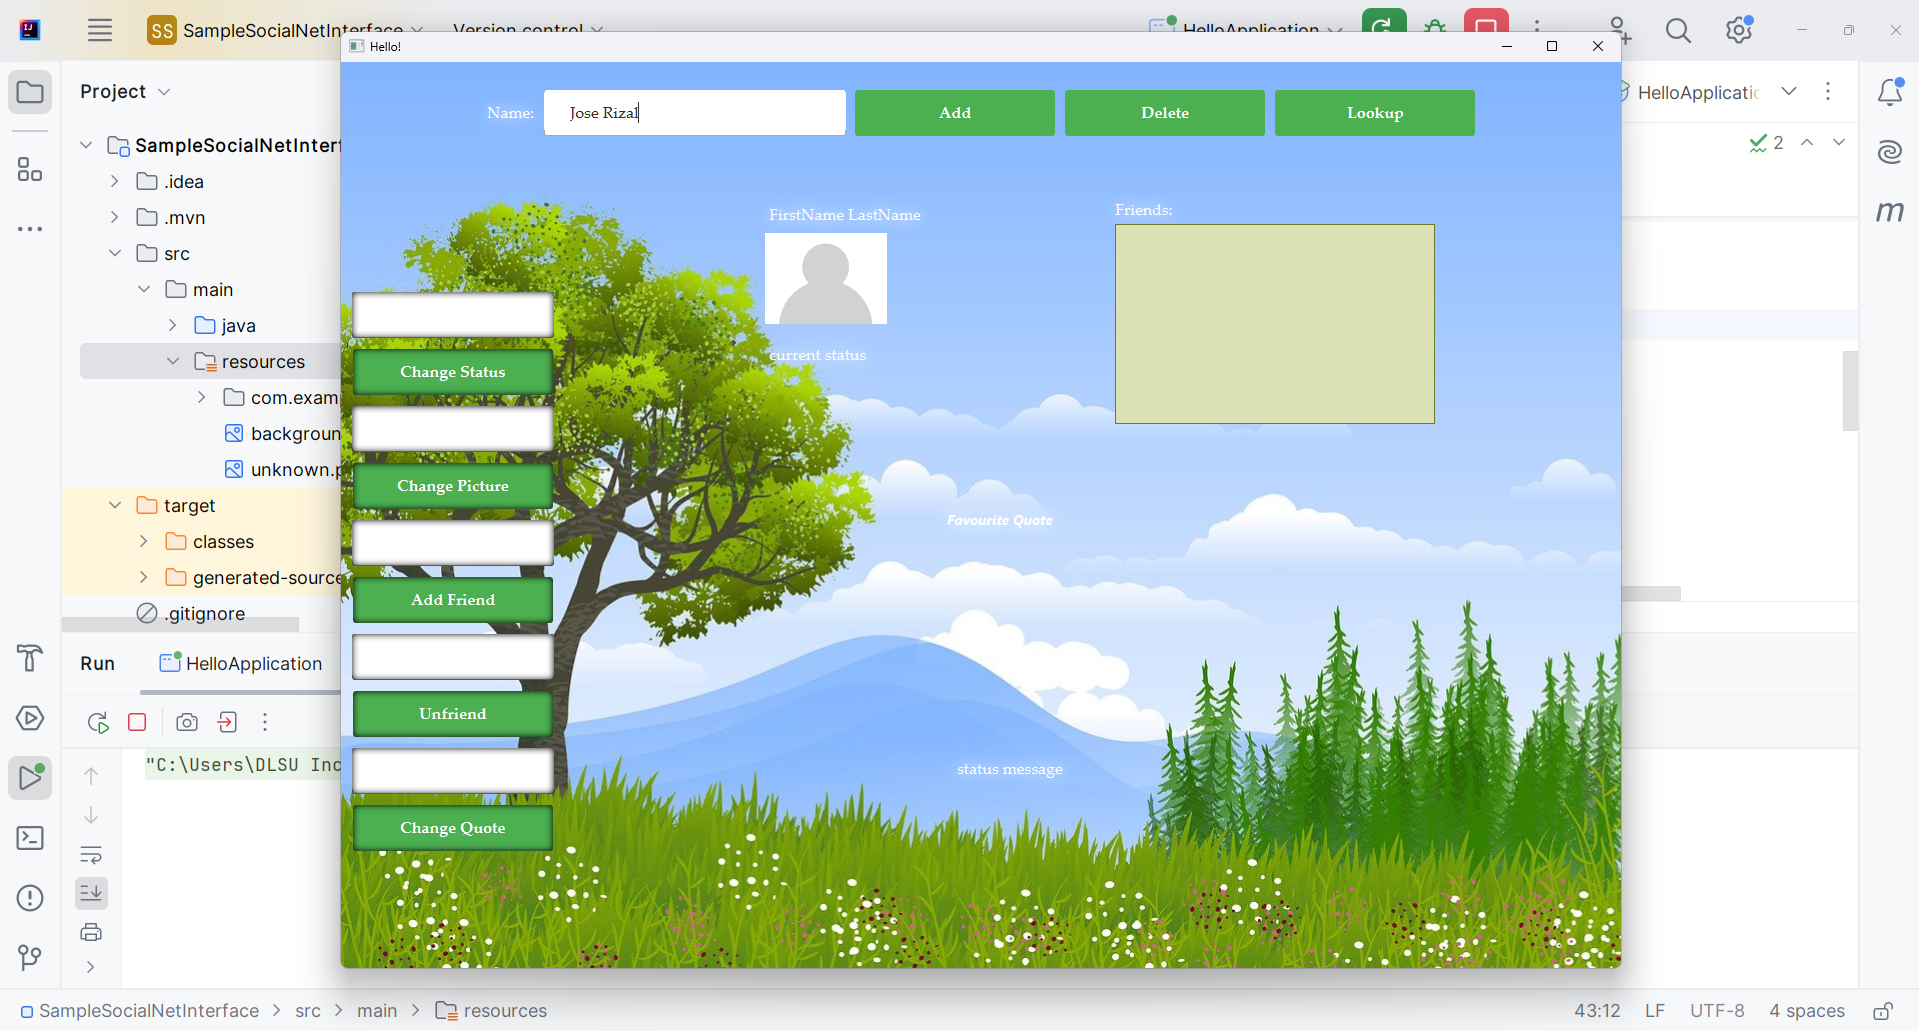 SS SampleSocialNetInterface Version control HelloApplication
Hello!
Project
HelloApplicatic
Name: Jose Rizal Add Delete Lookup
2
SampleSocialNetInterf
.idea
.mvn
src
main
java
resources
com.exam
backgroun
unknown.p
target
classes
generated-source
.gitignore
FirstName LastName
Friends:
current status
Change Status
Change Picture
Favourite Quote
Add Friend
Unfriend
status message
Change Quote
Run HelloApplication
"C:\Users\DLSU Inc
SampleSocialNetInterface > src > main > resources
43:12 LF UTF-8 4 spaces